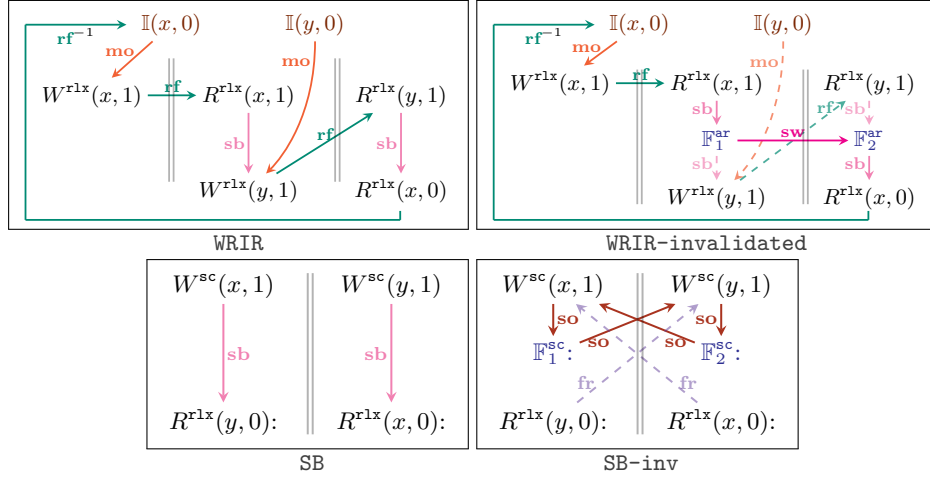 𝕀(x, 0) 𝕀(y, 0)
rf⁻¹ mo mo
W^rlx(x, 1) rf R^rlx(x, 1) R^rlx(y, 1)
sb rf sb
W^rlx(y, 1) R^rlx(x, 0)
WRIR
𝕀(x, 0) 𝕀(y, 0)
rf⁻¹ mo mo
W^rlx(x, 1) rf R^rlx(x, 1) R^rlx(y, 1)
sb rf sb
𝔽₁^ar sw 𝔽₂^ar
sb sb
W^rlx(y, 1) R^rlx(x, 0)
WRIR-invalidated
W^sc(x, 1) W^sc(y, 1)
sb sb
R^rlx(y, 0): R^rlx(x, 0):
SB
W^sc(x, 1) W^sc(y, 1)
so so
𝔽₁^sc: so so 𝔽₂^sc:
fr fr
R^rlx(y, 0): R^rlx(x, 0):
SB-inv